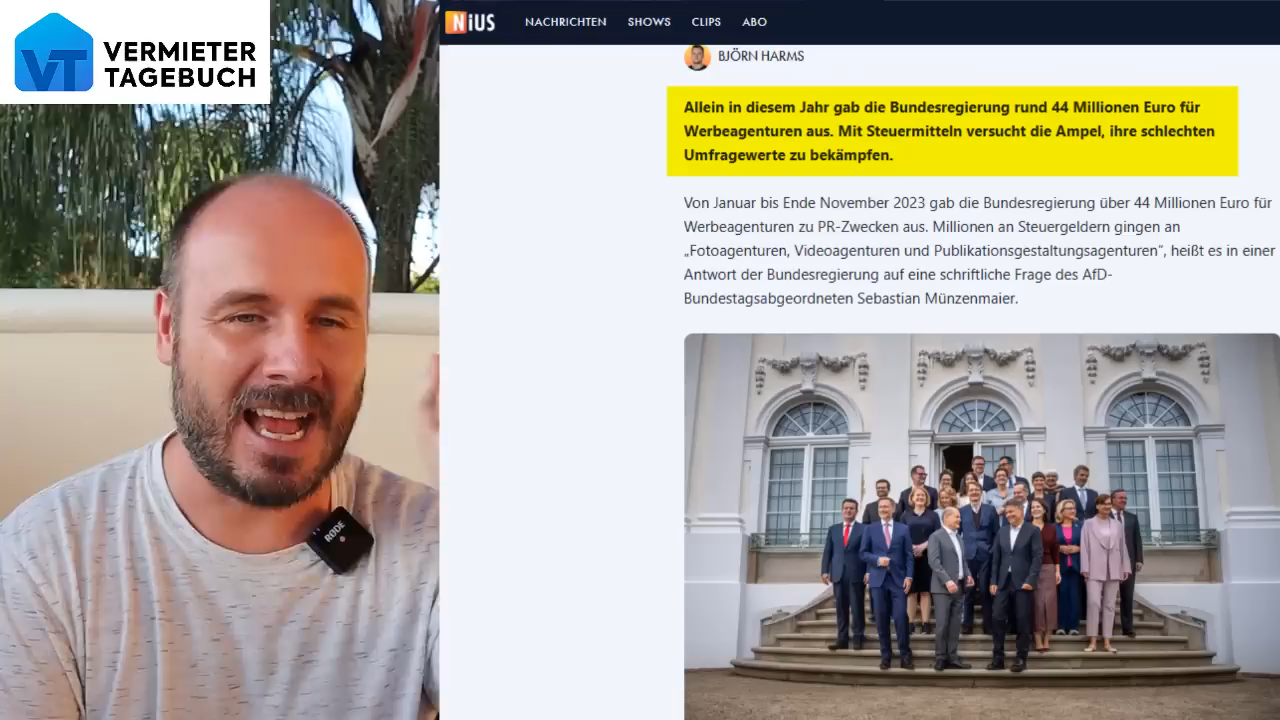 VT VERMIETER
TAGEBUCH
RØDE
NiUS NACHRICHTEN SHOWS CLIPS ABO
BJÖRN HARMS
Allein in diesem Jahr gab die Bundesregierung rund 44 Millionen Euro für
Werbeagenturen aus. Mit Steuermitteln versucht die Ampel, ihre schlechten
Umfragewerte zu bekämpfen.
Von Januar bis Ende November 2023 gab die Bundesregierung über 44 Millionen Euro für
Werbeagenturen zu PR-Zwecken aus. Millionen an Steuergeldern gingen an
„Fotoagenturen, Videoagenturen und Publikationsgestaltungsagenturen“, heißt es in einer
Antwort der Bundesregierung auf eine schriftliche Frage des AfD-
Bundestagsabgeordneten Sebastian Münzenmaier.